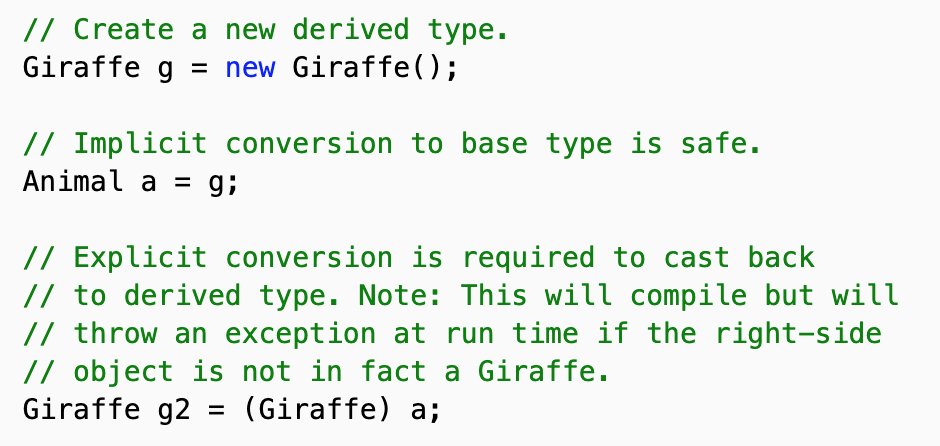 // Create a new derived type.
Giraffe g = new Giraffe();
// Implicit conversion to base type is safe.
Animal a = g;
// Explicit conversion is required to cast back
// to derived type. Note: This will compile but will
// throw an exception at run time if the right-side
// object is not in fact a Giraffe.
Giraffe g2 = (Giraffe) a;